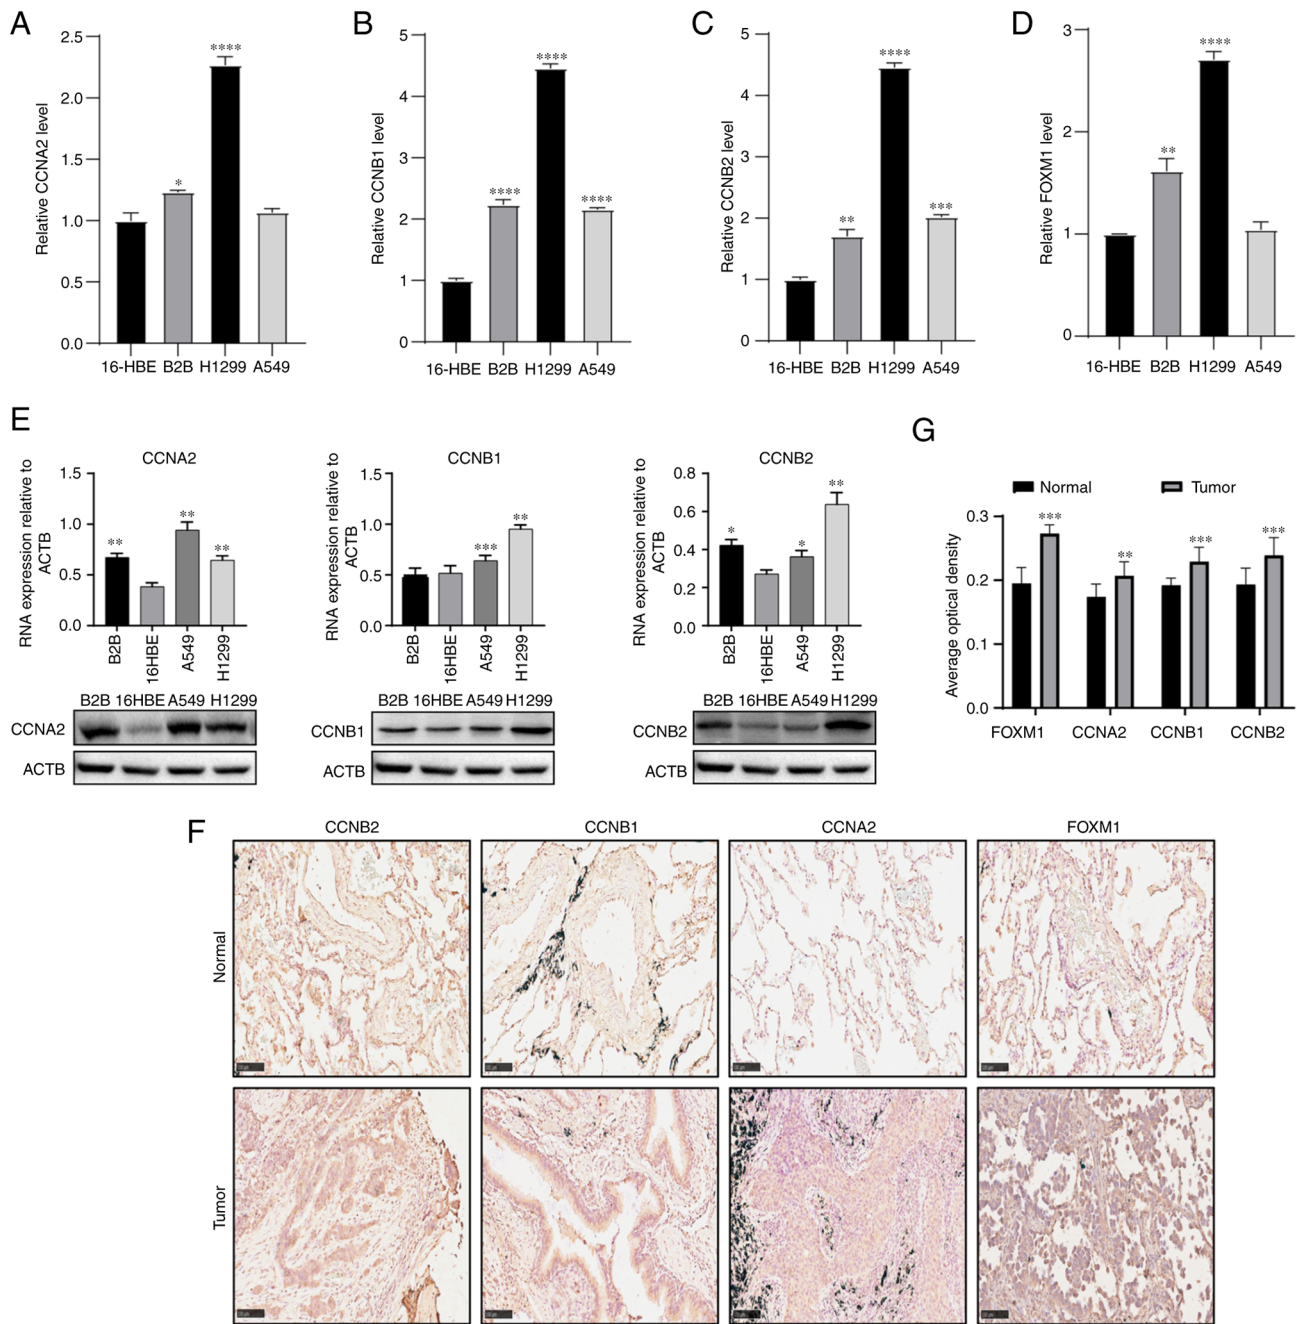 A
Relative CCNA2 level
2.5
2.0
1.5
1.0
0.5
0.0
*
****
16-HBE B2B H1299 A549
B
Relative CCNB1 level
5
4
3
2
1
0
****
****
****
16-HBE B2B H1299 A549
C
Relative CCNB2 level
5
4
3
2
1
0
**
****
***
16-HBE B2B H1299 A549
D
Relative FOXM1 level
3
2
1
0
**
****
16-HBE B2B H1299 A549
E
CCNA2
RNA expression relative to
ACTB
1.5
1.0
0.5
0.0
**
**
**
B2B
16HBE
A549
H1299
B2B 16HBE A549 H1299
CCNA2
ACTB
CCNB1
RNA expression relative to
ACTB
1.5
1.0
0.5
0.0
***
**
B2B
16HBE
A549
H1299
B2B 16HBE A549 H1299
CCNB1
ACTB
CCNB2
RNA expression relative to
ACTB
0.8
0.6
0.4
0.2
0.0
*
*
**
B2B
16HBE
A549
H1299
B2B 16HBE A549 H1299
CCNB2
ACTB
G
Normal Tumor
Average optical density
0.3
0.2
0.1
0.0
***
**
***
***
FOXM1 CCNA2 CCNB1 CCNB2
F
CCNB2 CCNB1 CCNA2 FOXM1
Normal
Tumor